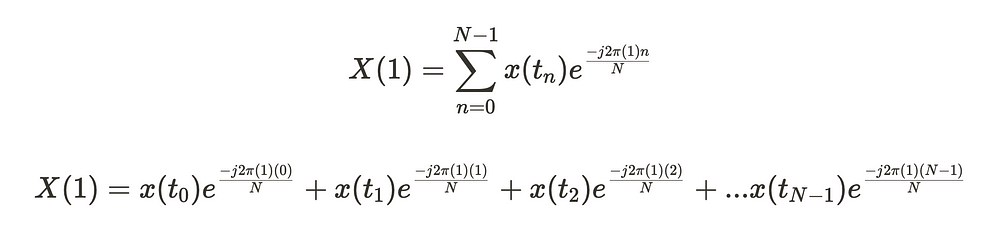 X(1) = \sum_{n=0}^{N-1} x(t_n)e^{\frac{-j2\pi(1)n}{N}}
X(1) = x(t_0)e^{\frac{-j2\pi(1)(0)}{N}} + x(t_1)e^{\frac{-j2\pi(1)(1)}{N}} + x(t_2)e^{\frac{-j2\pi(1)(2)}{N}} + ...x(t_{N-1})e^{\frac{-j2\pi(1)(N-1)}{N}}